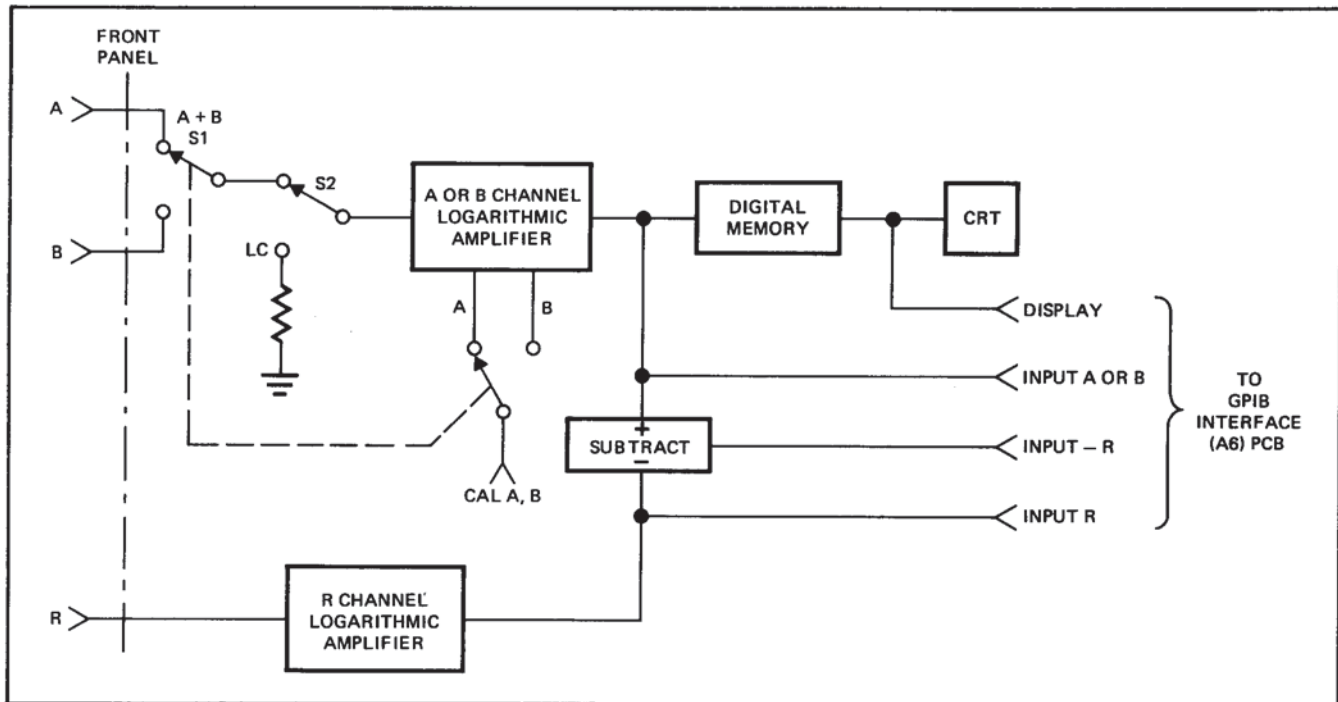 FRONT
PANEL
A
A + B
S1
S2
B
LC
A OR B CHANNEL
LOGARITHMIC
AMPLIFIER
DIGITAL
MEMORY
CRT
A
B
CAL A, B
DISPLAY
INPUT A OR B
+
SUBTRACT
−
INPUT − R
INPUT R
TO
GPIB
INTERFACE
(A6) PCB
R
R CHANNEL
LOGARITHMIC
AMPLIFIER